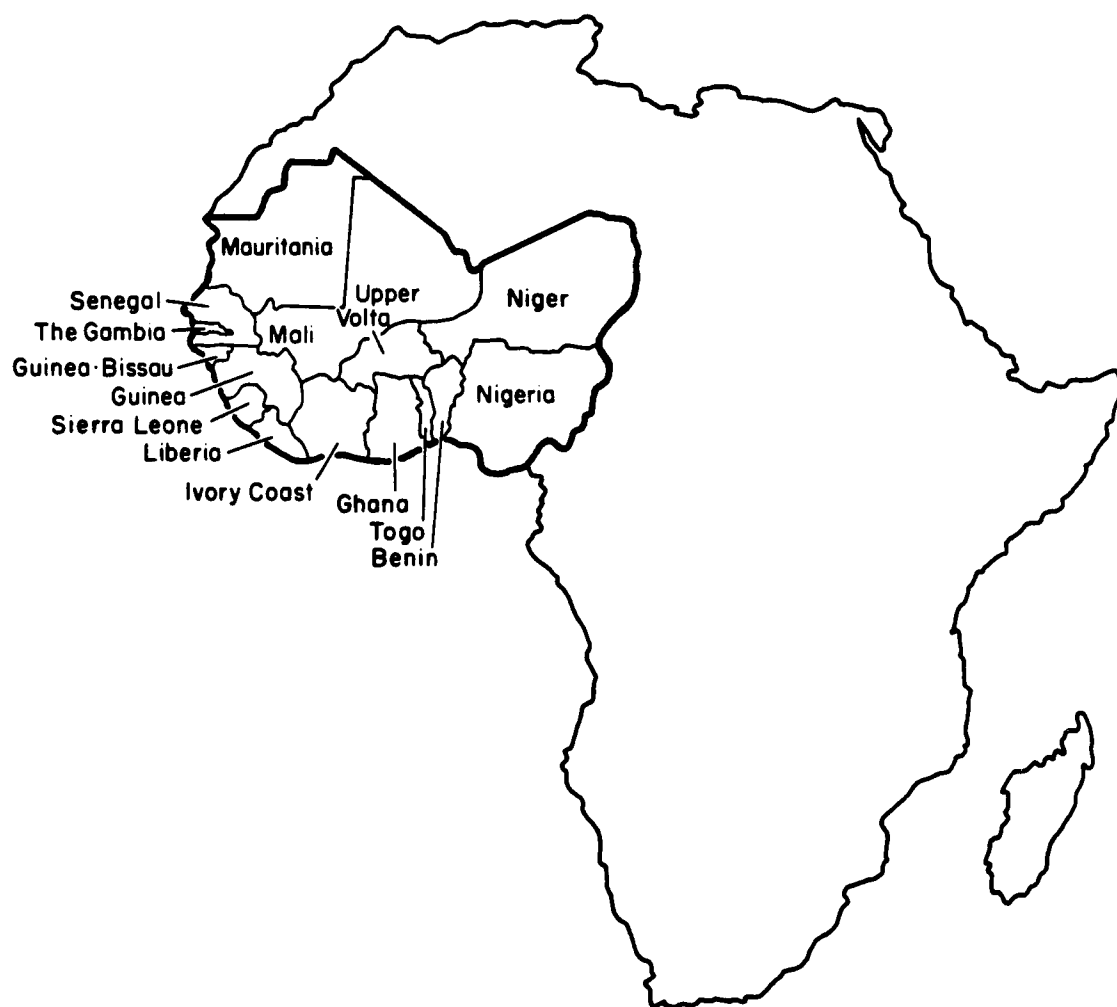 Mauritania
Senegal
Upper
Volta
Niger
The Gambia
Mali
Guinea-Bissau
Guinea
Nigeria
Sierra Leone
Liberia
Ivory Coast
Ghana
Togo
Benin